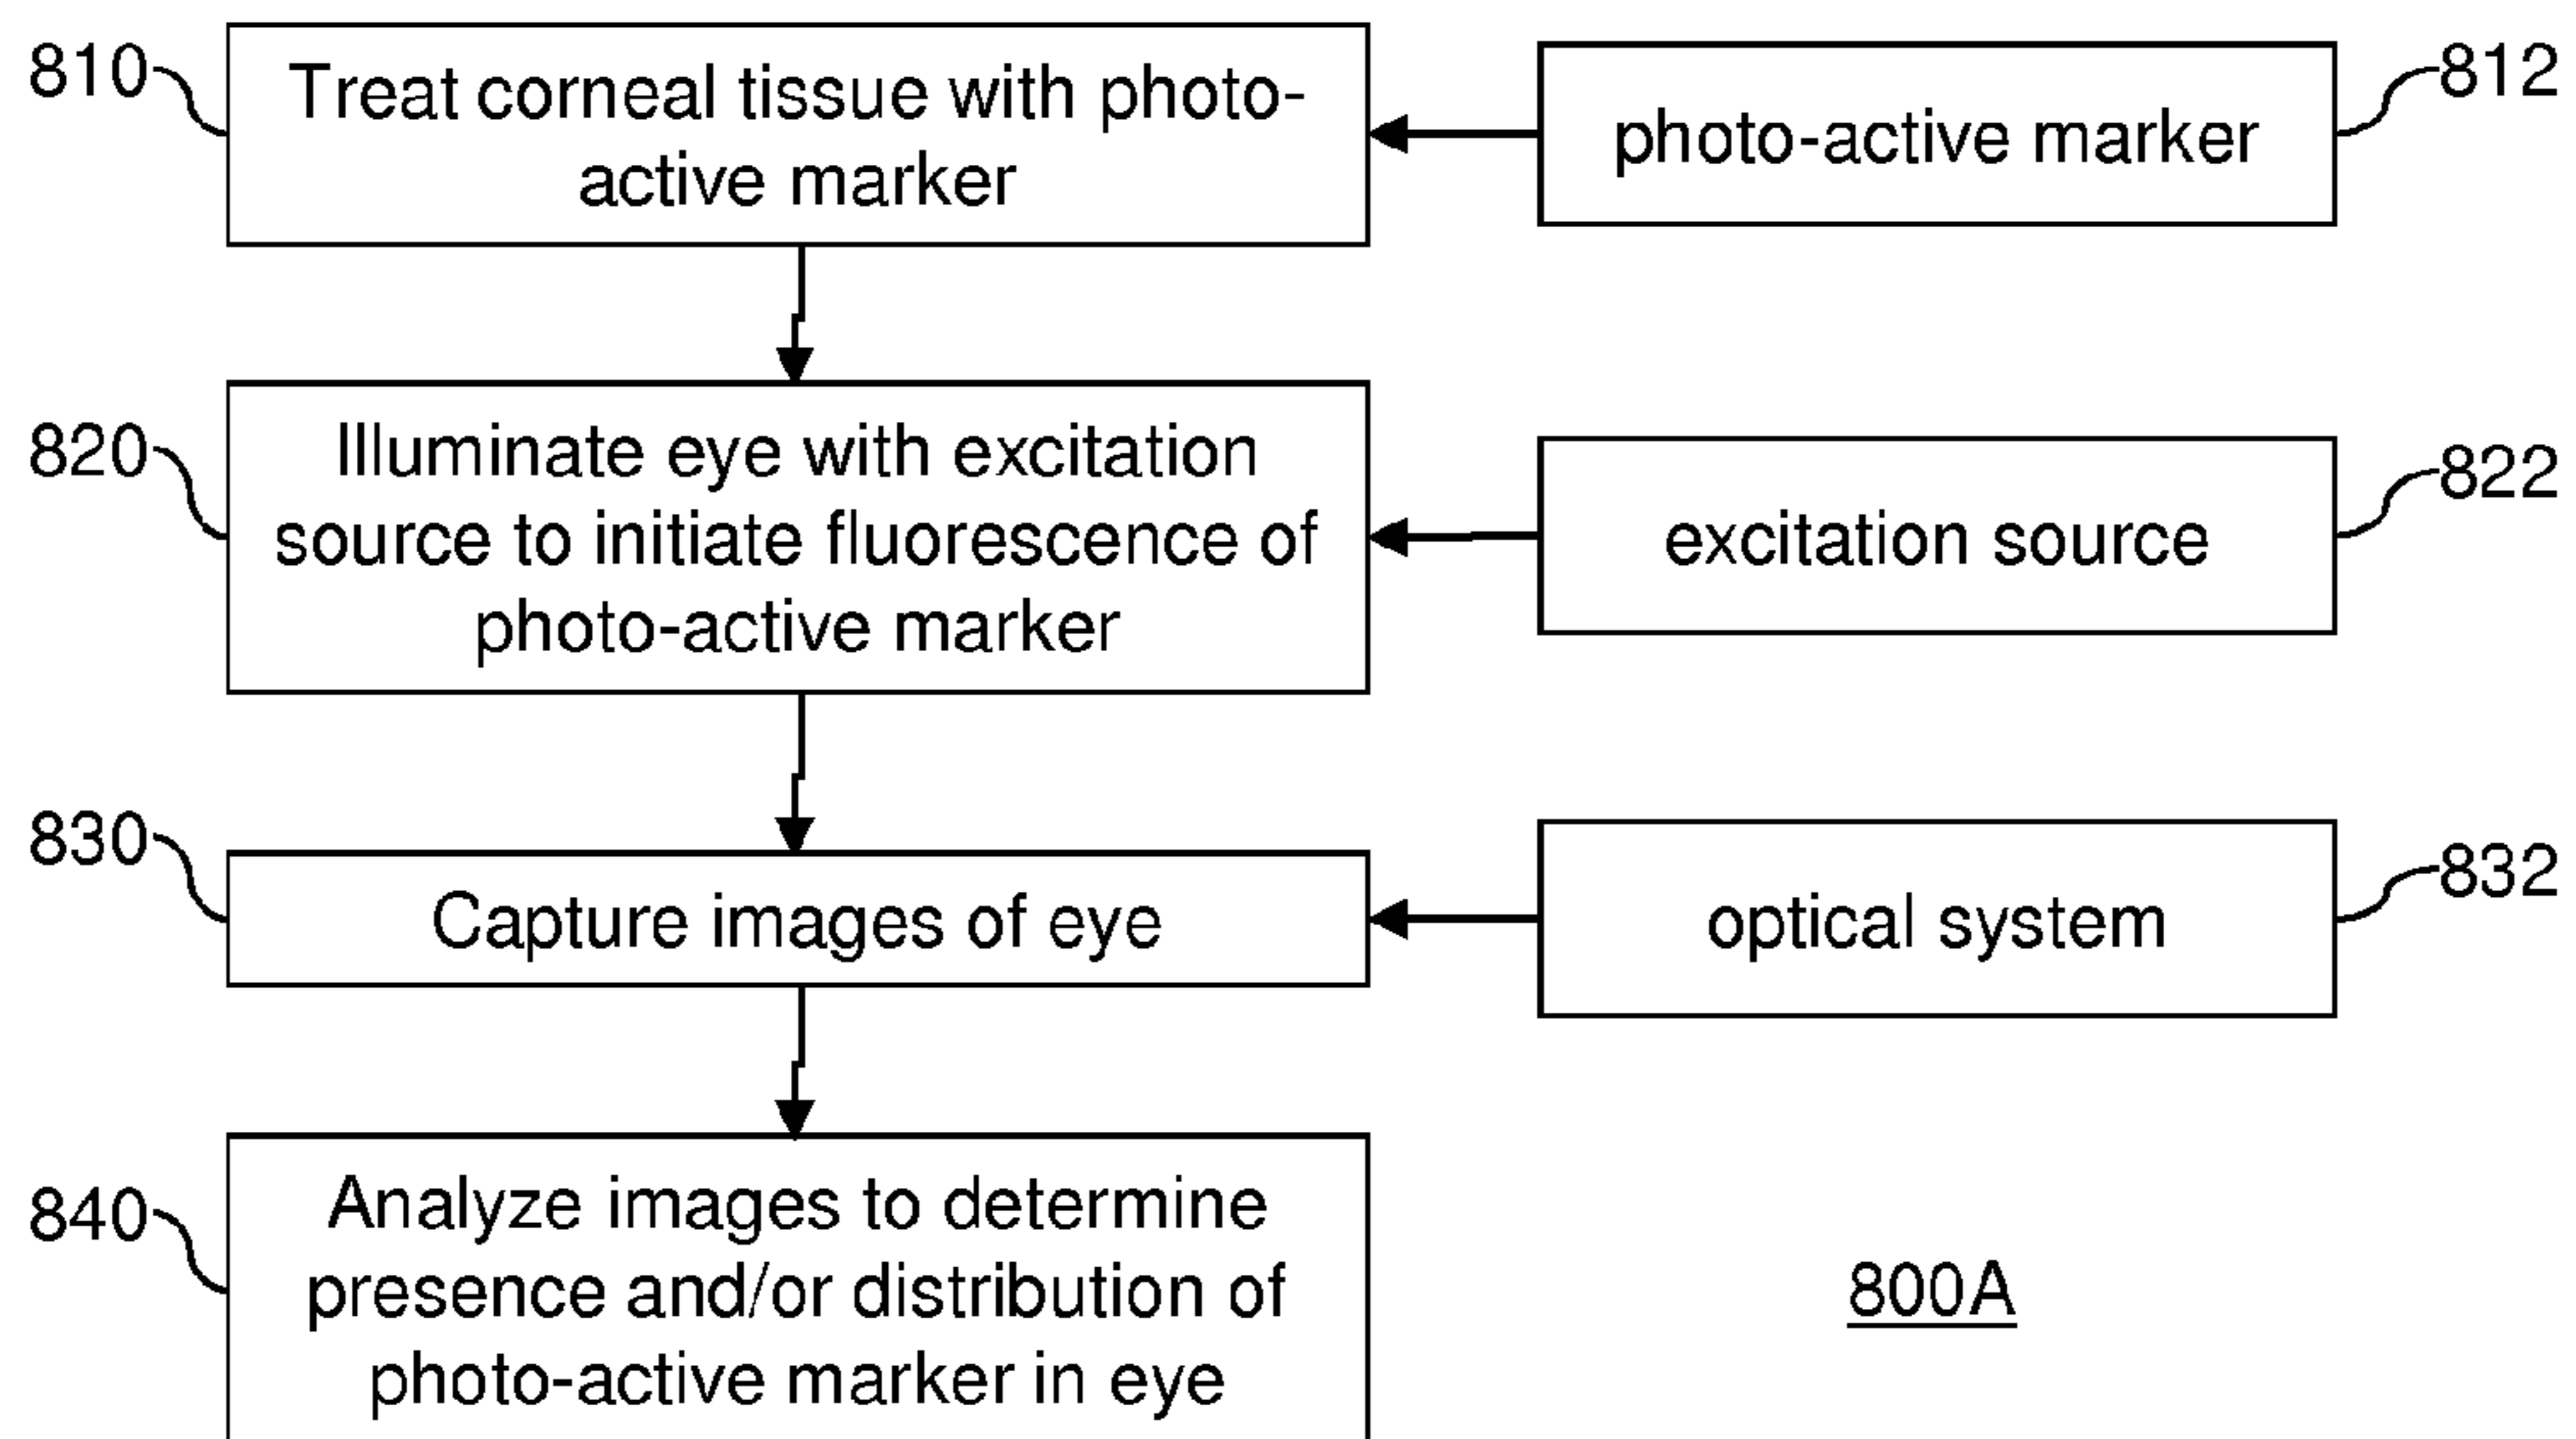 810
Treat corneal tissue with photo-
active marker
photo-active marker
812
820
Illuminate eye with excitation
source to initiate fluorescence of
photo-active marker
excitation source
822
830
Capture images of eye
optical system
832
840
Analyze images to determine
presence and/or distribution of
photo-active marker in eye
800A